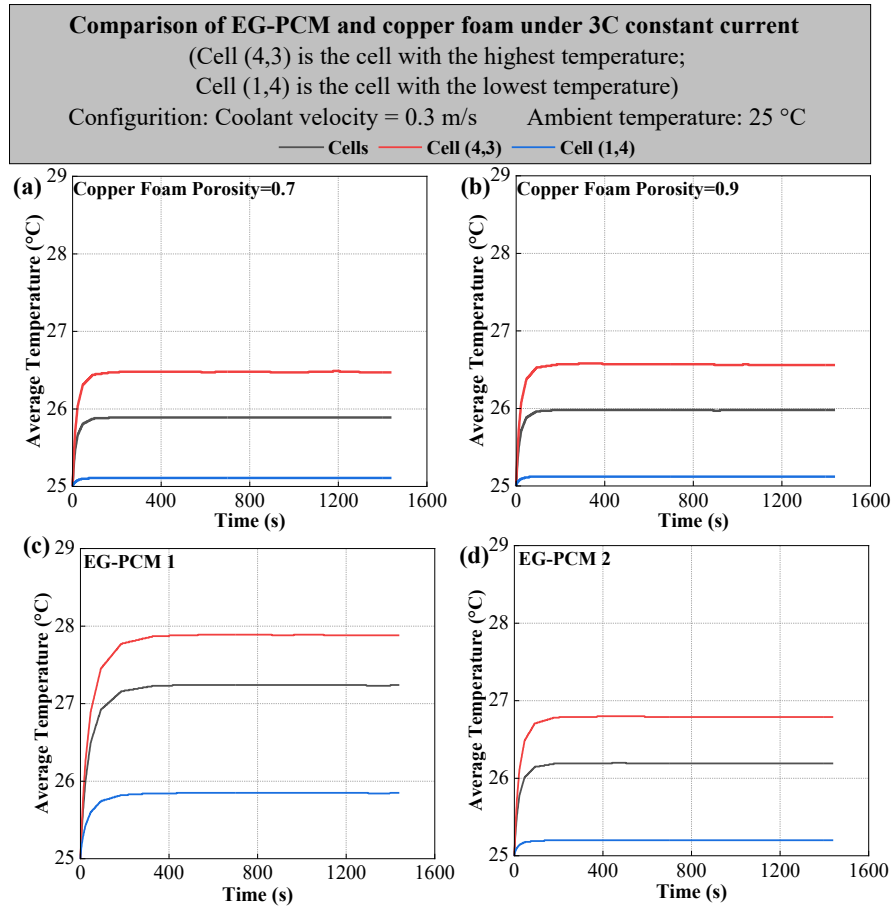 Comparison of EG-PCM and copper foam under 3C constant current
(Cell (4,3) is the cell with the highest temperature;
Cell (1,4) is the cell with the lowest temperature)
Configurition: Coolant velocity = 0.3 m/s Ambient temperature: 25 °C
Cells Cell (4,3) Cell (1,4)
(a)
Copper Foam Porosity=0.7
29
28
27
26
25
Average Temperature (°C)
0 400 800 1200 1600
Time (s)
(b)
Copper Foam Porosity=0.9
29
28
27
26
25
Average Temperature (°C)
0 400 800 1200 1600
Time (s)
(c)
EG-PCM 1
29
28
27
26
25
Average Temperature (°C)
0 400 800 1200 1600
Time (s)
(d)
EG-PCM 2
29
28
27
26
25
Average Temperature (°C)
0 400 800 1200 1600
Time (s)